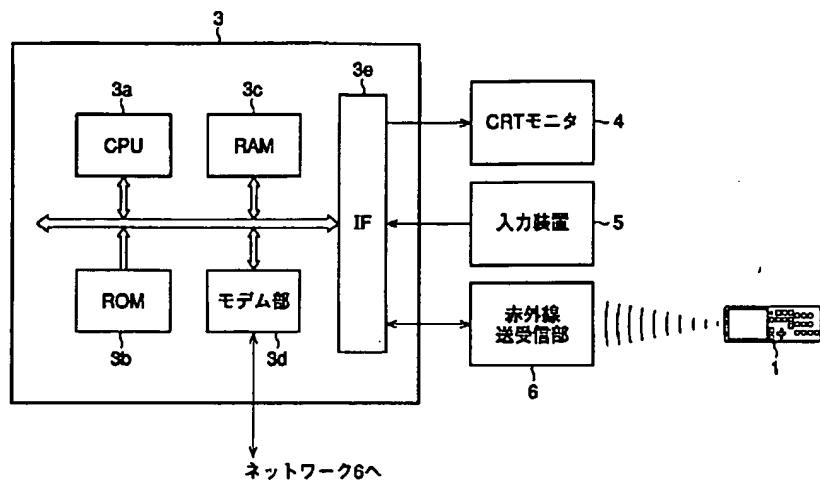 3
3a
CPU
3c
RAM
3e
IF
CRTモニタ
4
入力装置
5
ROM
3b
モデム部
3d
赤外線
送受信部
6
1
ネットワーク6へ